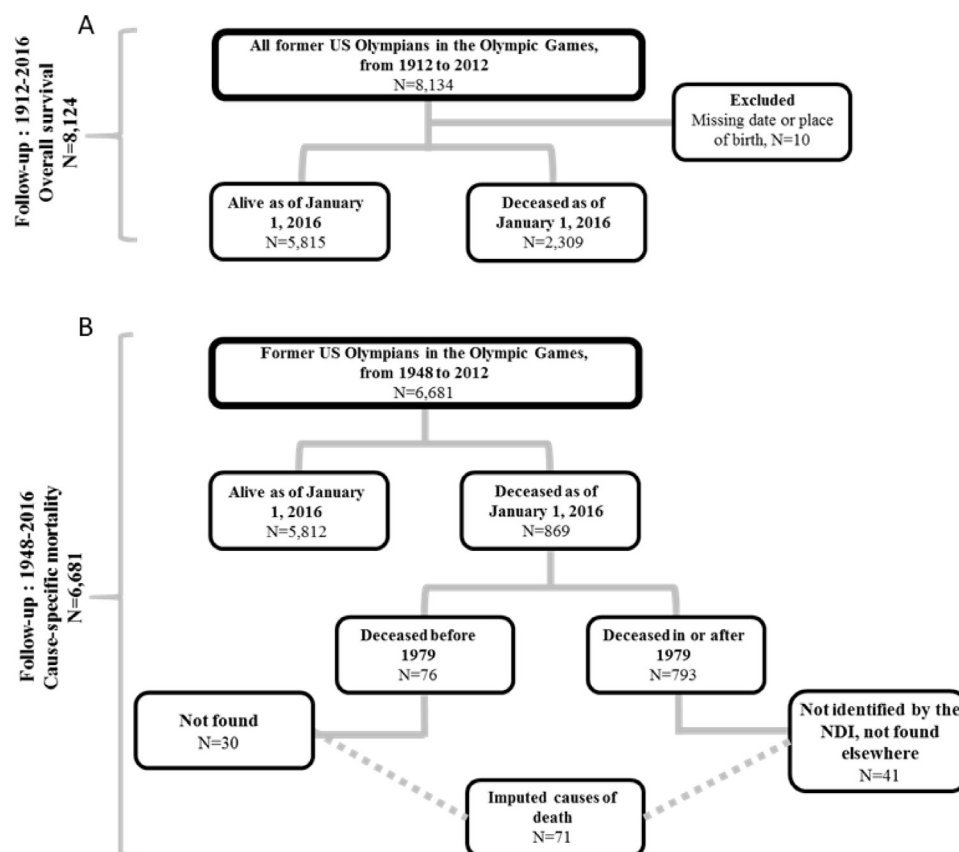 A
Follow-up : 1912-2016
Overall survival
N=8,124
All former US Olympians in the Olympic Games,
from 1912 to 2012
N=8,134
Excluded
Missing date or place
of birth, N=10
Alive as of January
1, 2016
N=5,815
Deceased as of
January 1, 2016
N=2,309
B
Follow-up : 1948-2016
Cause-specific mortality
N=6,681
Former US Olympians in the Olympic Games,
from 1948 to 2012
N=6,681
Alive as of January
1, 2016
N=5,812
Deceased as of
January 1, 2016
N=869
Deceased before
1979
N=76
Deceased in or after
1979
N=793
Not found
N=30
Not identified by the
NDI, not found
elsewhere
N=41
Imputed causes of
death
N=71